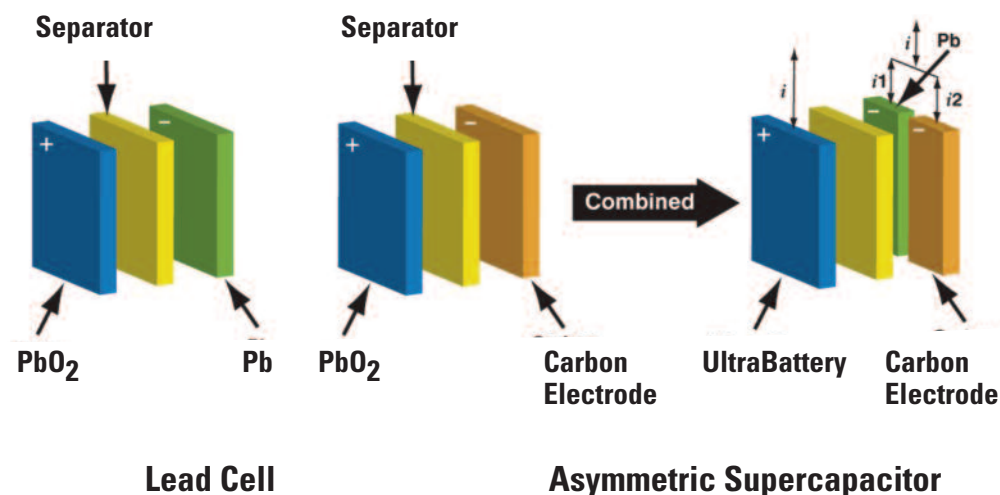 Separator
Separator
i
Pb
i
i1
i2
+
-
+
-
+
-
-
Combined
PbO2
Pb
PbO2
Carbon
Electrode
UltraBattery
Carbon
Electrode
Lead Cell
Asymmetric Supercapacitor